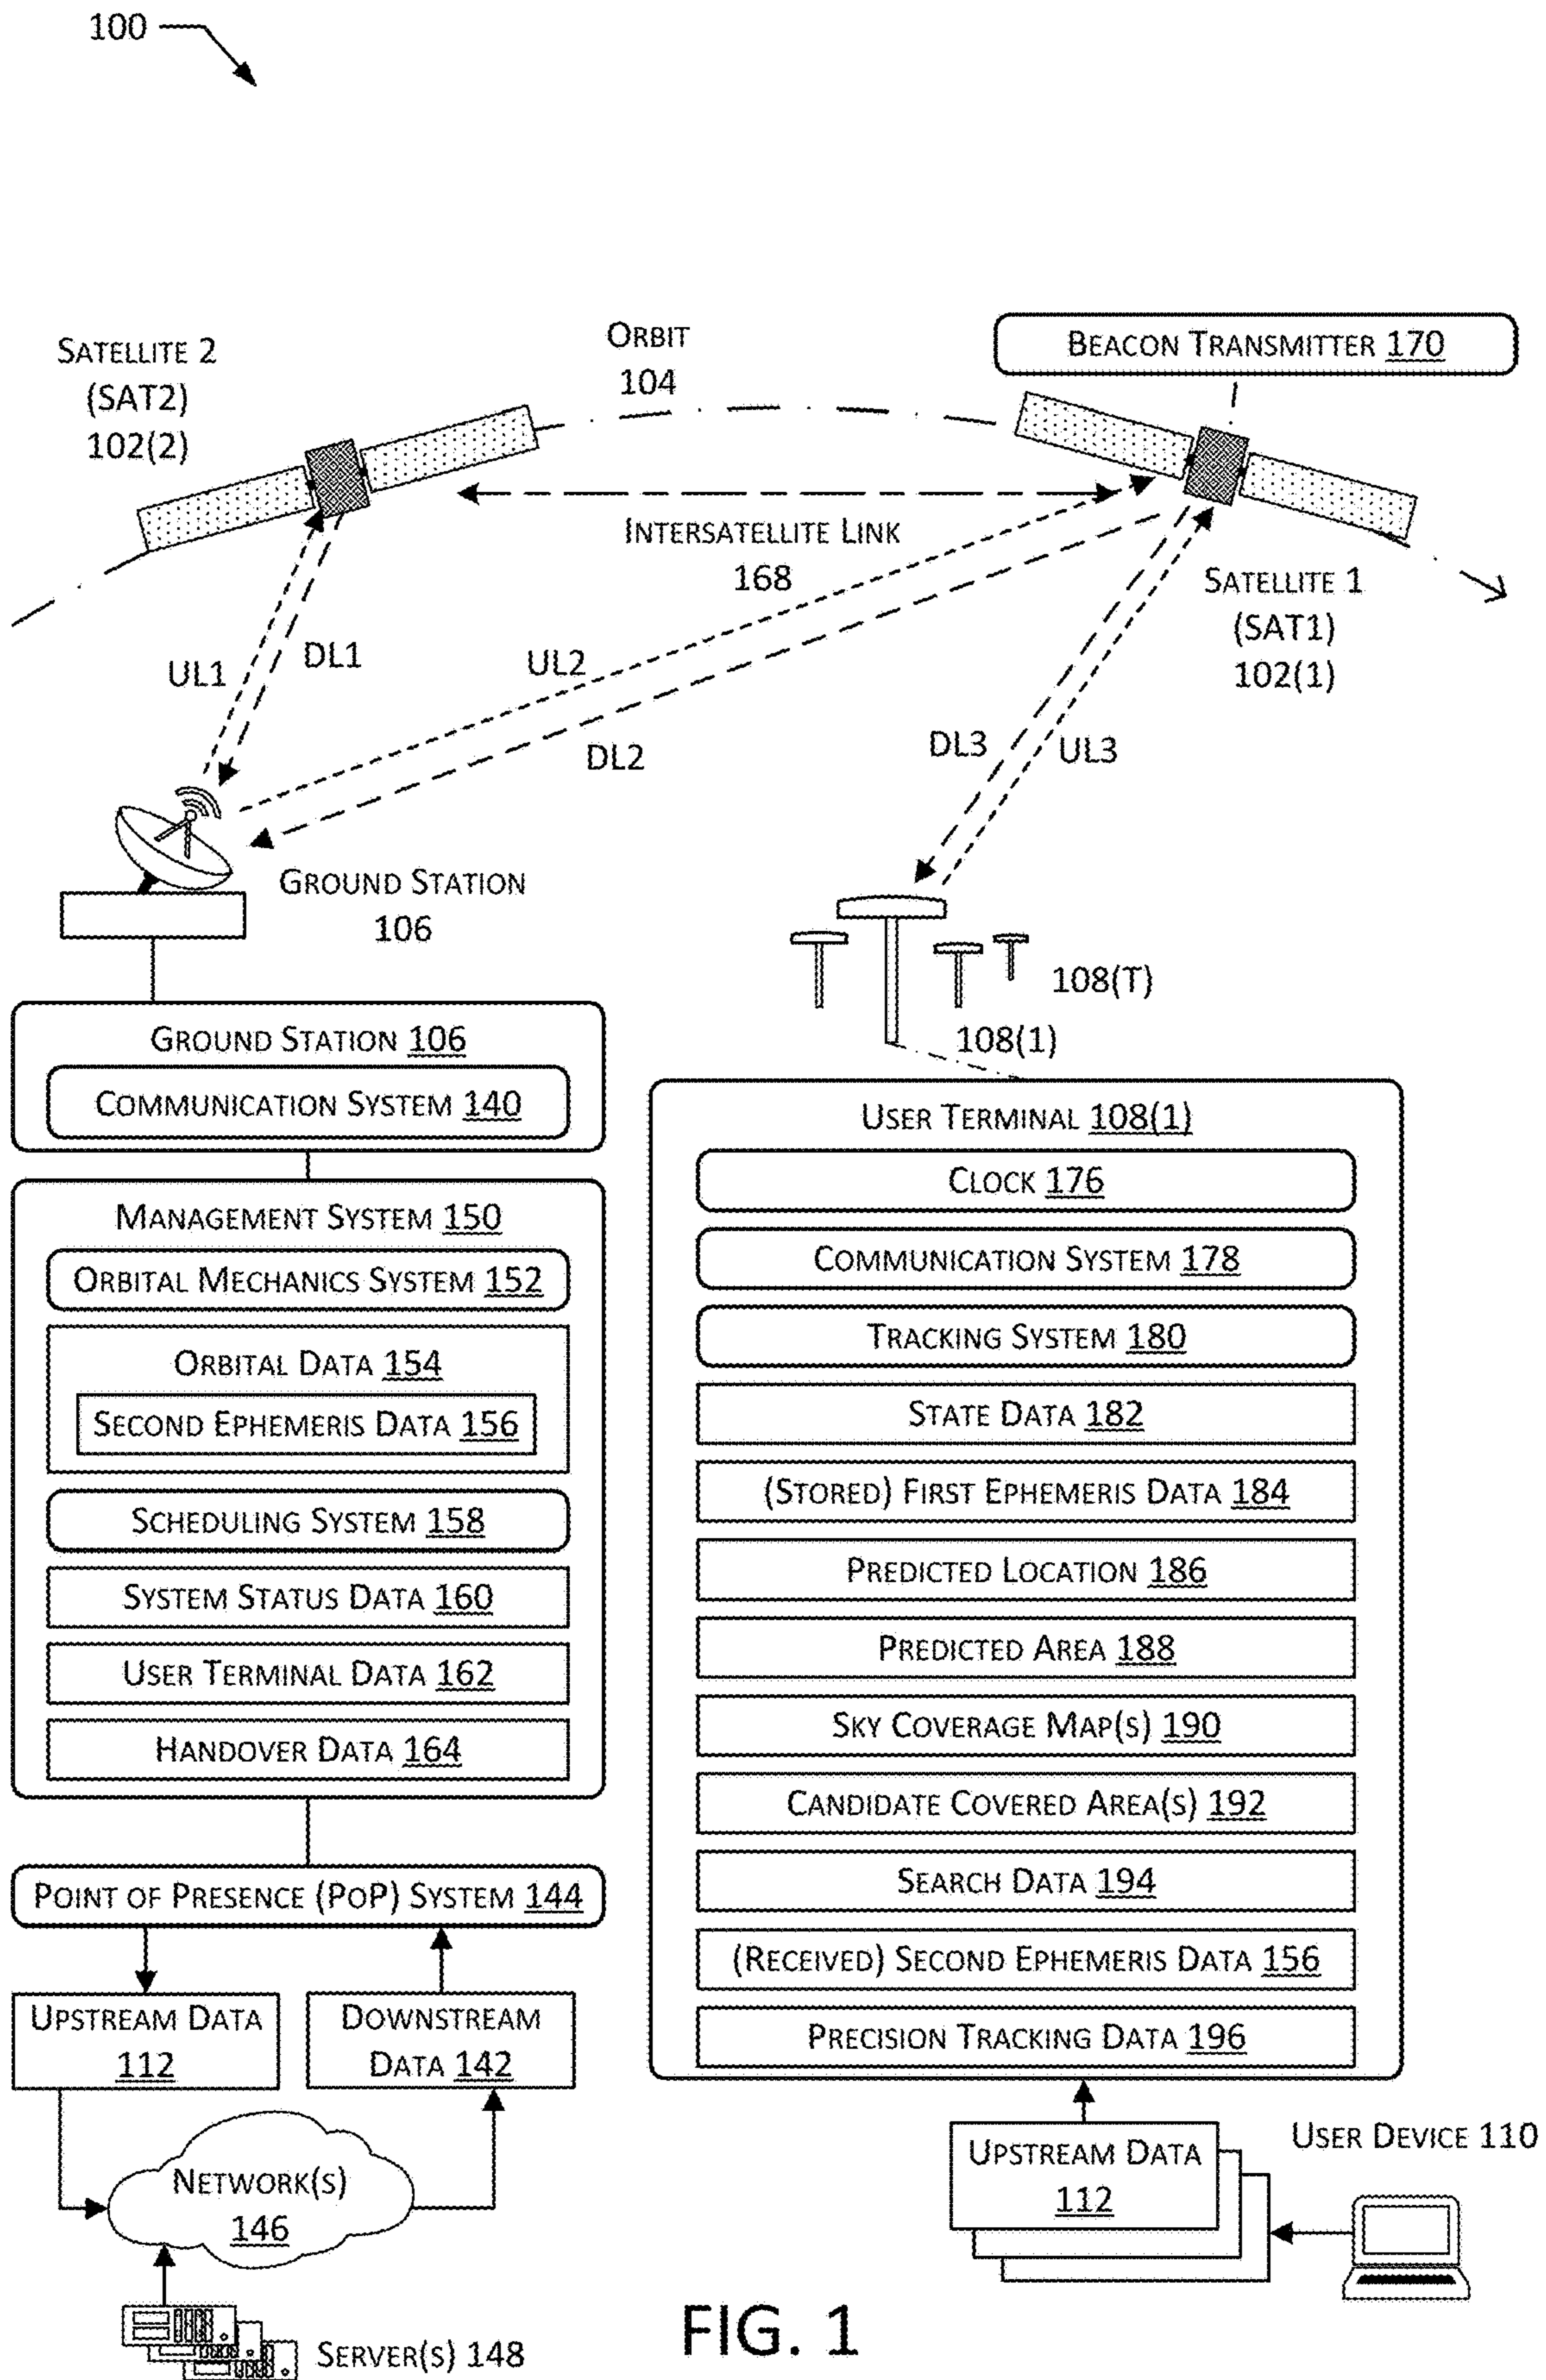 100
SATELLITE 2
(SAT2)
102(2)
ORBIT
104
BEACON TRANSMITTER 170
INTERSATELLITE LINK
168
SATELLITE 1
(SAT1)
102(1)
UL1
DL1
UL2
DL2
DL3
UL3
GROUND STATION
106
108(T)
108(1)
GROUND STATION 106
COMMUNICATION SYSTEM 140
MANAGEMENT SYSTEM 150
ORBITAL MECHANICS SYSTEM 152
ORBITAL DATA 154
SECOND EPHEMERIS DATA 156
SCHEDULING SYSTEM 158
SYSTEM STATUS DATA 160
USER TERMINAL DATA 162
HANDOVER DATA 164
POINT OF PRESENCE (POP) SYSTEM 144
UPSTREAM DATA
112
DOWNSTREAM
DATA 142
NETWORK(S)
146
SERVER(S) 148
USER TERMINAL 108(1)
CLOCK 176
COMMUNICATION SYSTEM 178
TRACKING SYSTEM 180
STATE DATA 182
(STORED) FIRST EPHEMERIS DATA 184
PREDICTED LOCATION 186
PREDICTED AREA 188
SKY COVERAGE MAP(S) 190
CANDIDATE COVERED AREA(S) 192
SEARCH DATA 194
(RECEIVED) SECOND EPHEMERIS DATA 156
PRECISION TRACKING DATA 196
UPSTREAM DATA
112
USER DEVICE 110
FIG. 1